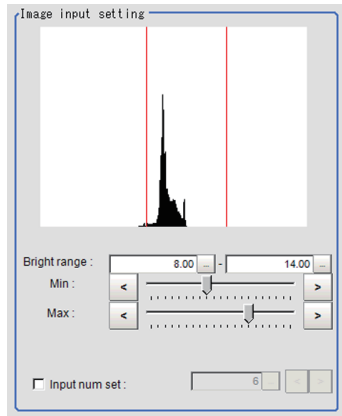 Image input setting
Bright range : 8.00 ... - 14.00 ...
Min : < >
Max : < >
Input num set : 6 ... < >